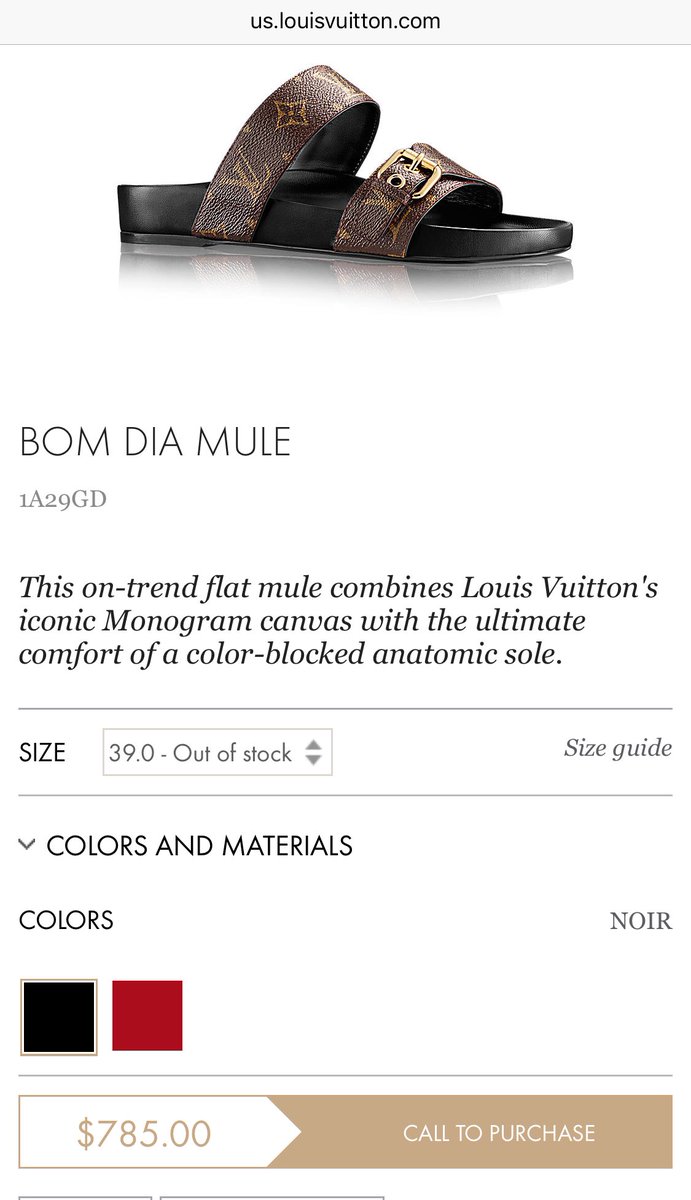 us.louisvuitton.com
BOM DIA MULE
1A29GD
This on-trend flat mule combines Louis Vuitton's
iconic Monogram canvas with the ultimate
comfort of a color-blocked anatomic sole.
SIZE 39.0 - Out of stock Size guide
COLORS AND MATERIALS
COLORS NOIR
$785.00 CALL TO PURCHASE